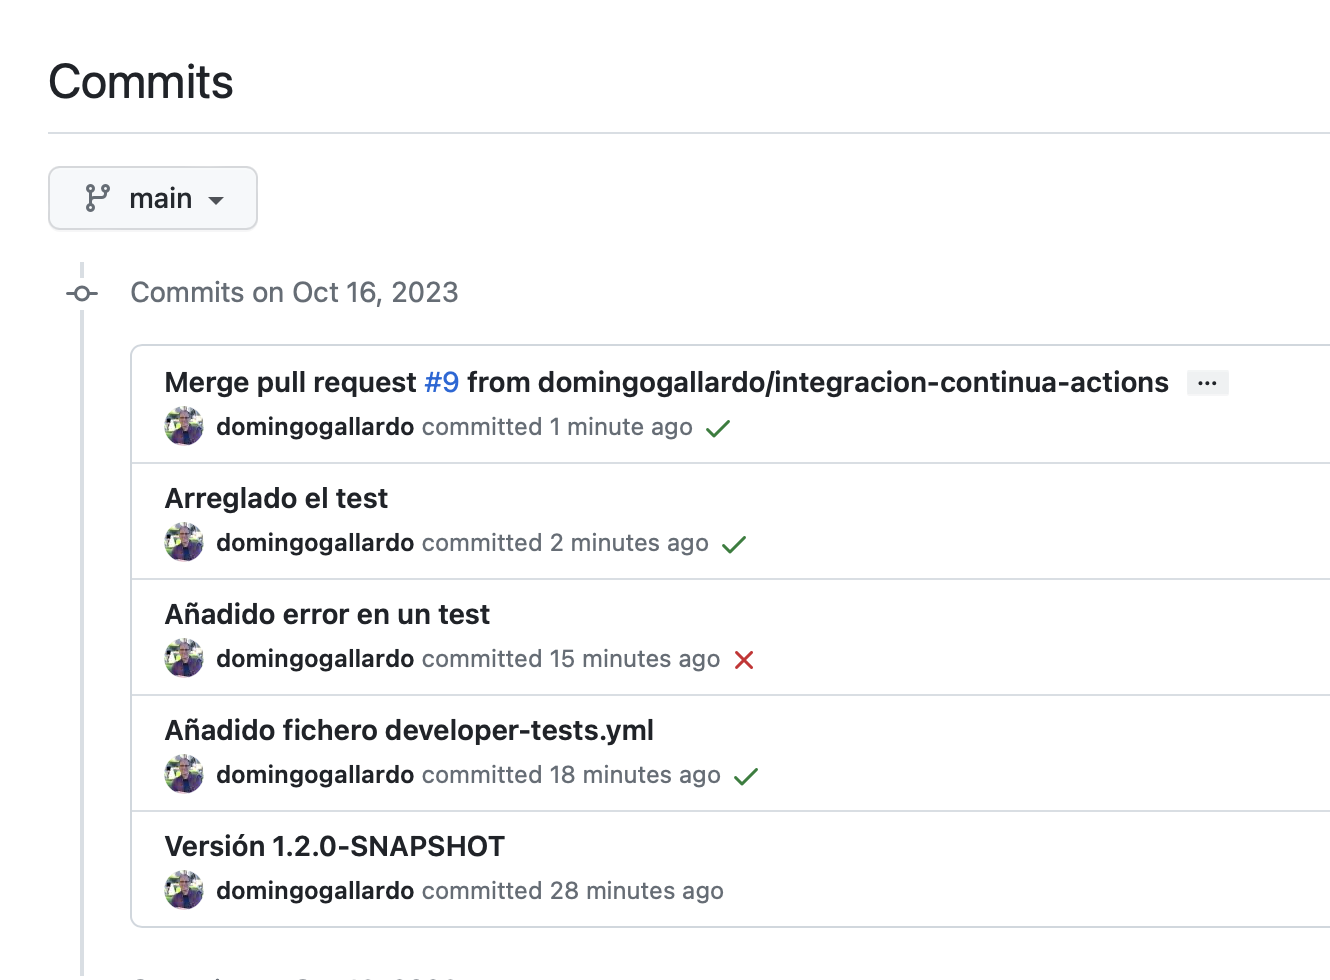 Commits
main
Commits on Oct 16, 2023
Merge pull request #9 from domingogallardo/integracion-continua-actions ...
domingogallardo committed 1 minute ago
Arreglado el test
domingogallardo committed 2 minutes ago
Añadido error en un test
domingogallardo committed 15 minutes ago
Añadido fichero developer-tests.yml
domingogallardo committed 18 minutes ago
Versión 1.2.0-SNAPSHOT
domingogallardo committed 28 minutes ago